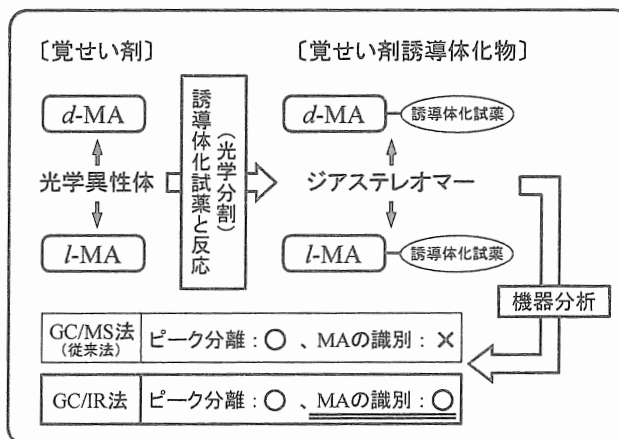 〔覚せい剤〕
〔覚せい剤誘導体化物〕
d-MA
光学異性体
l-MA
誘導体化試薬と反応
(光学分割)
d-MA
誘導体化試薬
ジアステレオマー
l-MA
誘導体化試薬
機器分析
GC/MS法
(従来法)
ピーク分離：○ 、MAの識別：×
GC/IR法
ピーク分離：○ 、MAの識別：○